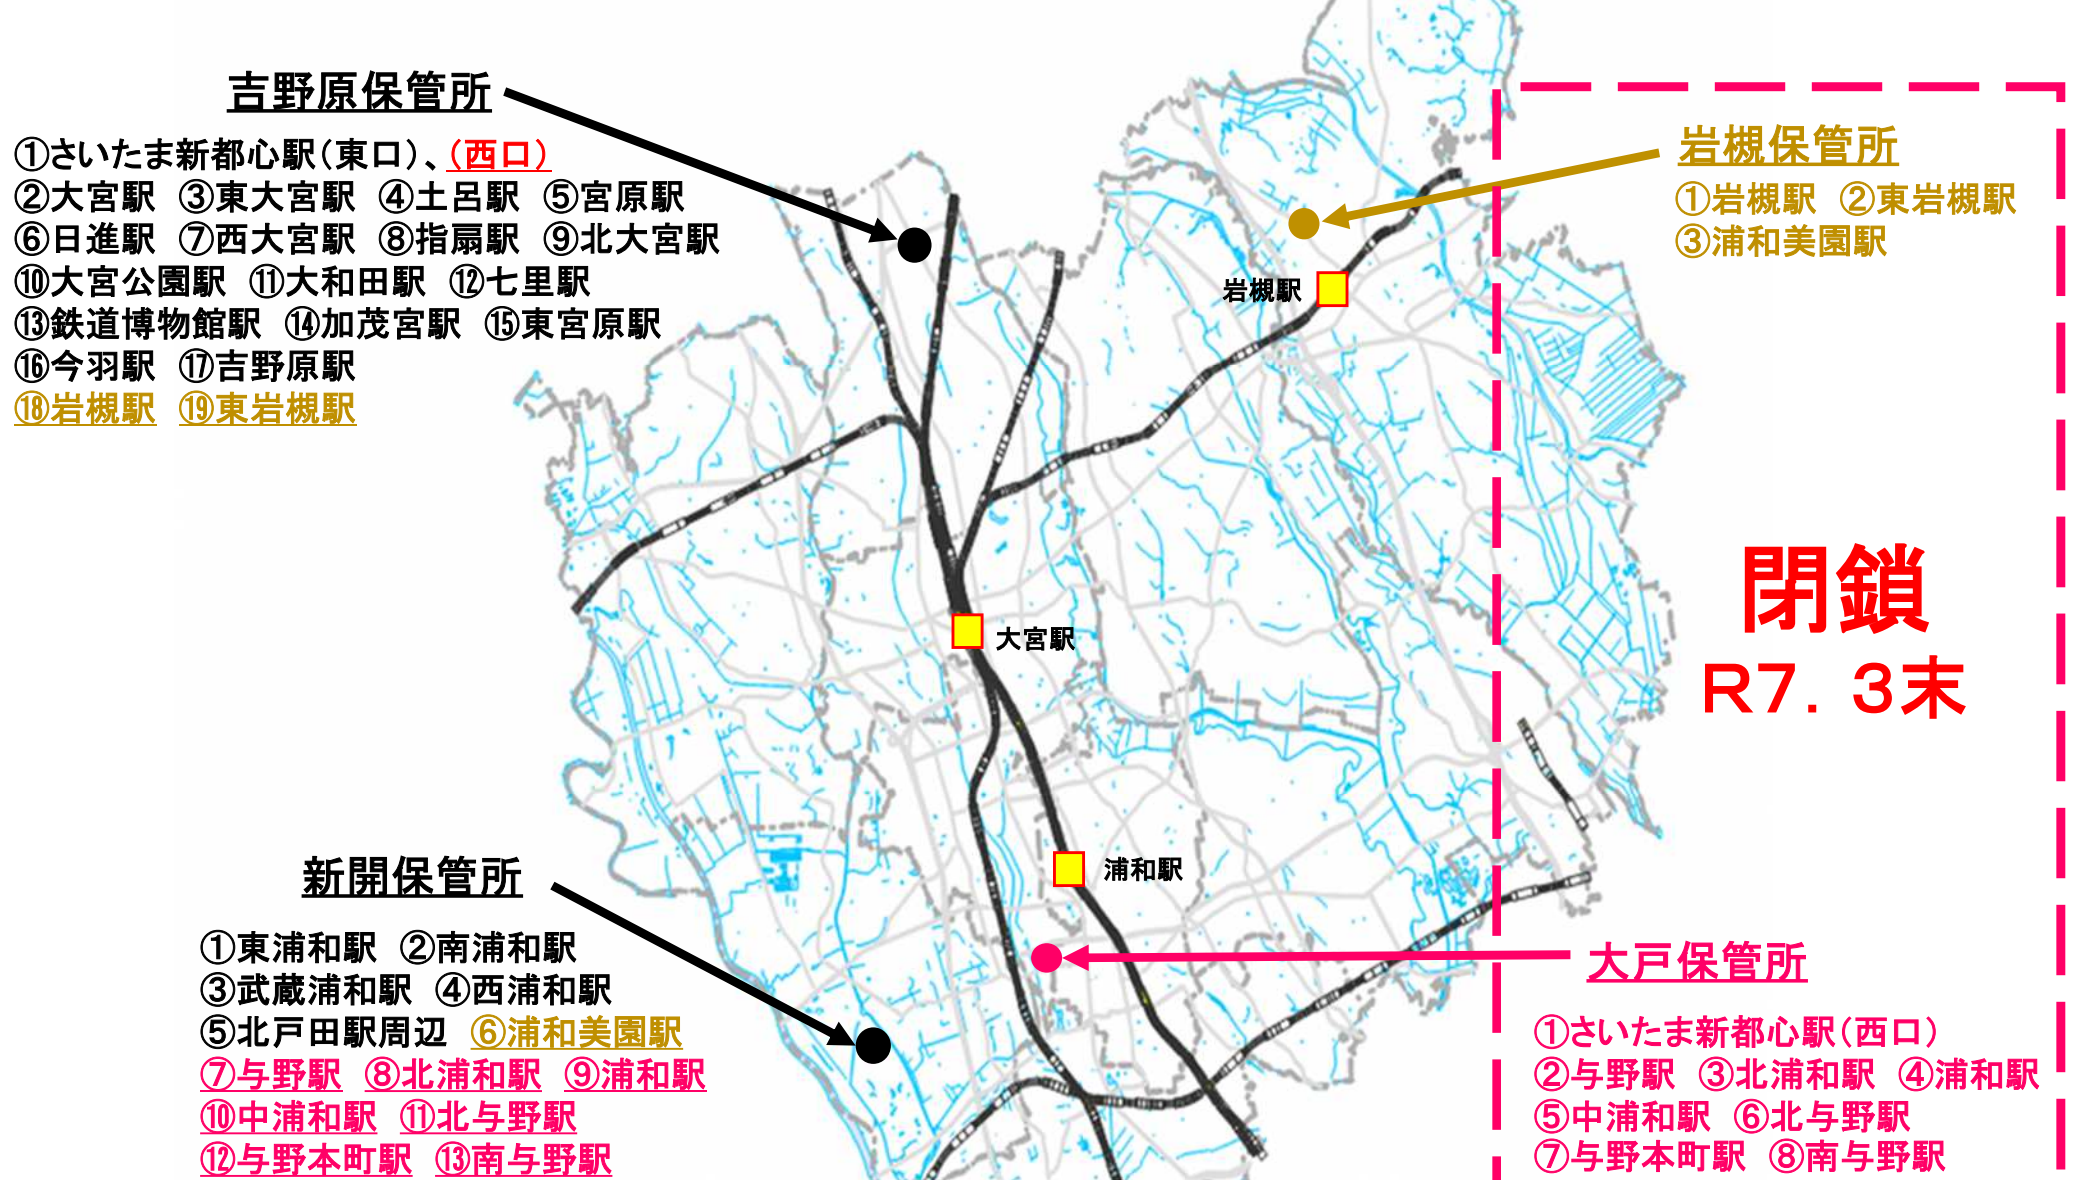 吉野原保管所
①さいたま新都心駅（東口）、（西口）
②大宮駅 ③東大宮駅 ④土呂駅 ⑤宮原駅
⑥日進駅 ⑦西大宮駅 ⑧指扇駅 ⑨北大宮駅
⑩大宮公園駅 ⑪大和田駅 ⑫七里駅
⑬鉄道博物館駅 ⑭加茂宮駅 ⑮東宮原駅
⑯今羽駅 ⑰吉野原駅
⑱岩槻駅 ⑲東岩槻駅
岩槻保管所
①岩槻駅 ②東岩槻駅
③浦和美園駅
岩槻駅
閉鎖
R7．3末
大宮駅
浦和駅
新開保管所
①東浦和駅 ②南浦和駅
③武蔵浦和駅 ④西浦和駅
⑤北戸田駅周辺 ⑥浦和美園駅
⑦与野駅 ⑧北浦和駅 ⑨浦和駅
⑩中浦和駅 ⑪北与野駅
⑫与野本町駅 ⑬南与野駅
大戸保管所
①さいたま新都心駅（西口）
②与野駅 ③北浦和駅 ④浦和駅
⑤中浦和駅 ⑥北与野駅
⑦与野本町駅 ⑧南与野駅